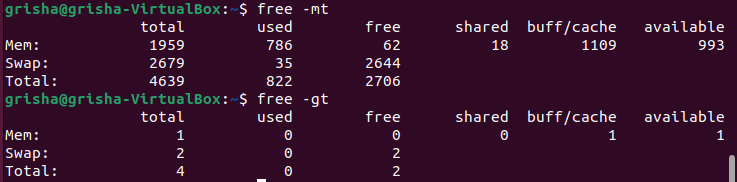 grisha@grisha-VirtualBox:~$ free -mt
total used free shared buff/cache available
Mem: 1959 786 62 18 1109 993
Swap: 2679 35 2644
Total: 4639 822 2706
grisha@grisha-VirtualBox:~$ free -gt
total used free shared buff/cache available
Mem: 1 0 0 0 1 1
Swap: 2 0 2
Total: 4 0 2